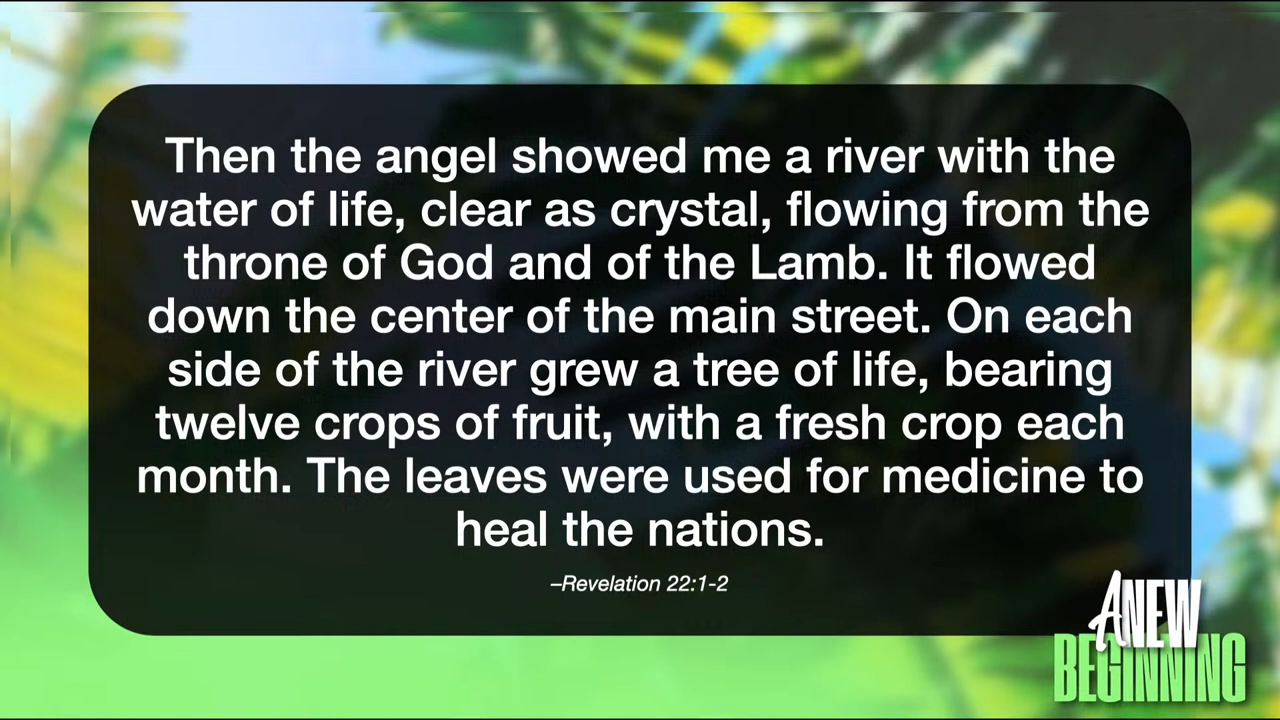 Then the angel showed me a river with the
water of life, clear as crystal, flowing from the
throne of God and of the Lamb. It flowed
down the center of the main street. On each
side of the river grew a tree of life, bearing
twelve crops of fruit, with a fresh crop each
month. The leaves were used for medicine to
heal the nations.
–Revelation 22:1-2
A NEW
BEGINNING